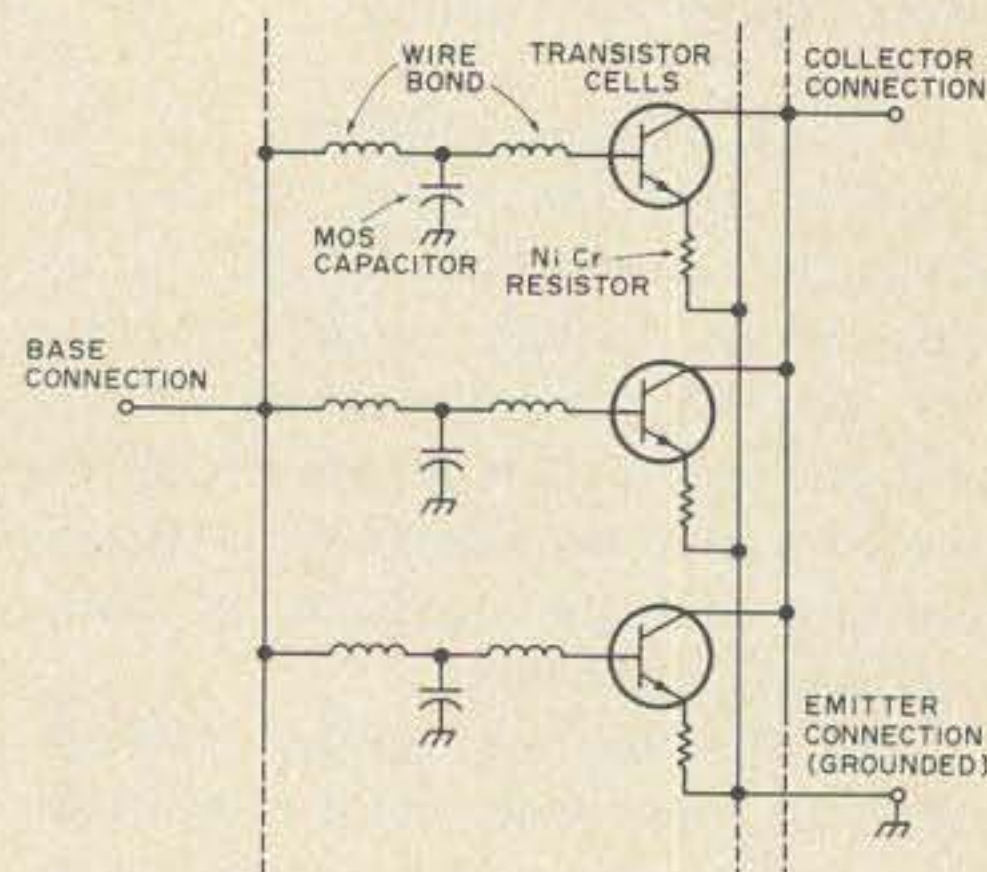 WIRE
BOND
TRANSISTOR
CELLS
COLLECTOR
CONNECTION
MOS
CAPACITOR
Ni Cr
RESISTOR
BASE
CONNECTION
EMITTER
CONNECTION
(GROUNDED)